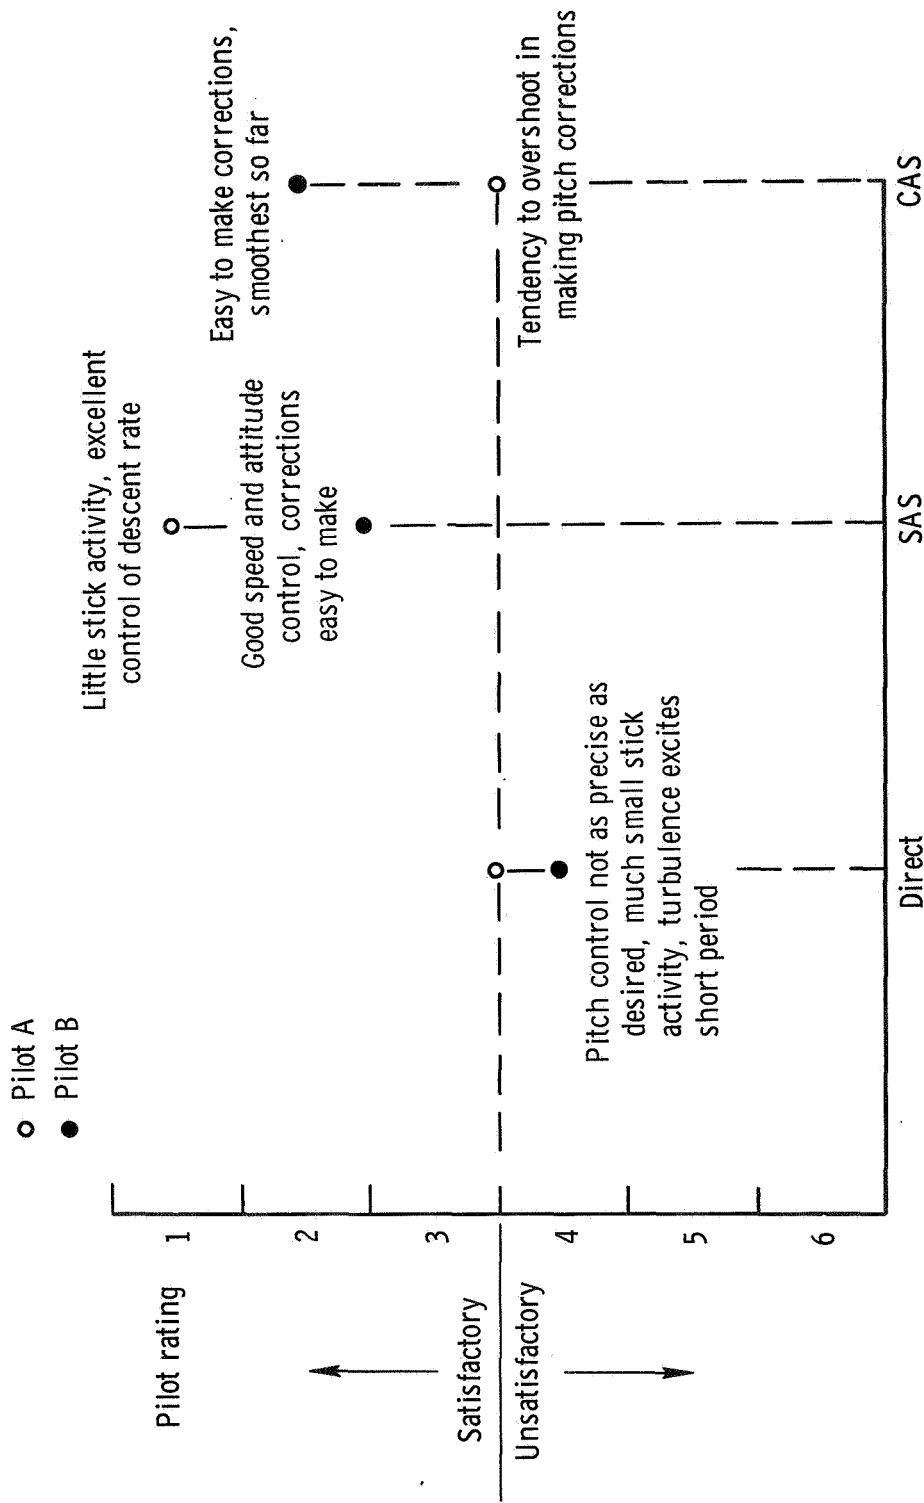 Pilot A
Pilot B
Pilot rating
1
2
3
4
5
6
Satisfactory
Unsatisfactory
Little stick activity, excellent
control of descent rate
Good speed and attitude
control, corrections
easy to make
Easy to make corrections,
smoothest so far
Tendency to overshoot in
making pitch corrections
Pitch control not as precise as
desired, much small stick
activity, turbulence excites
short period
Direct
SAS
CAS